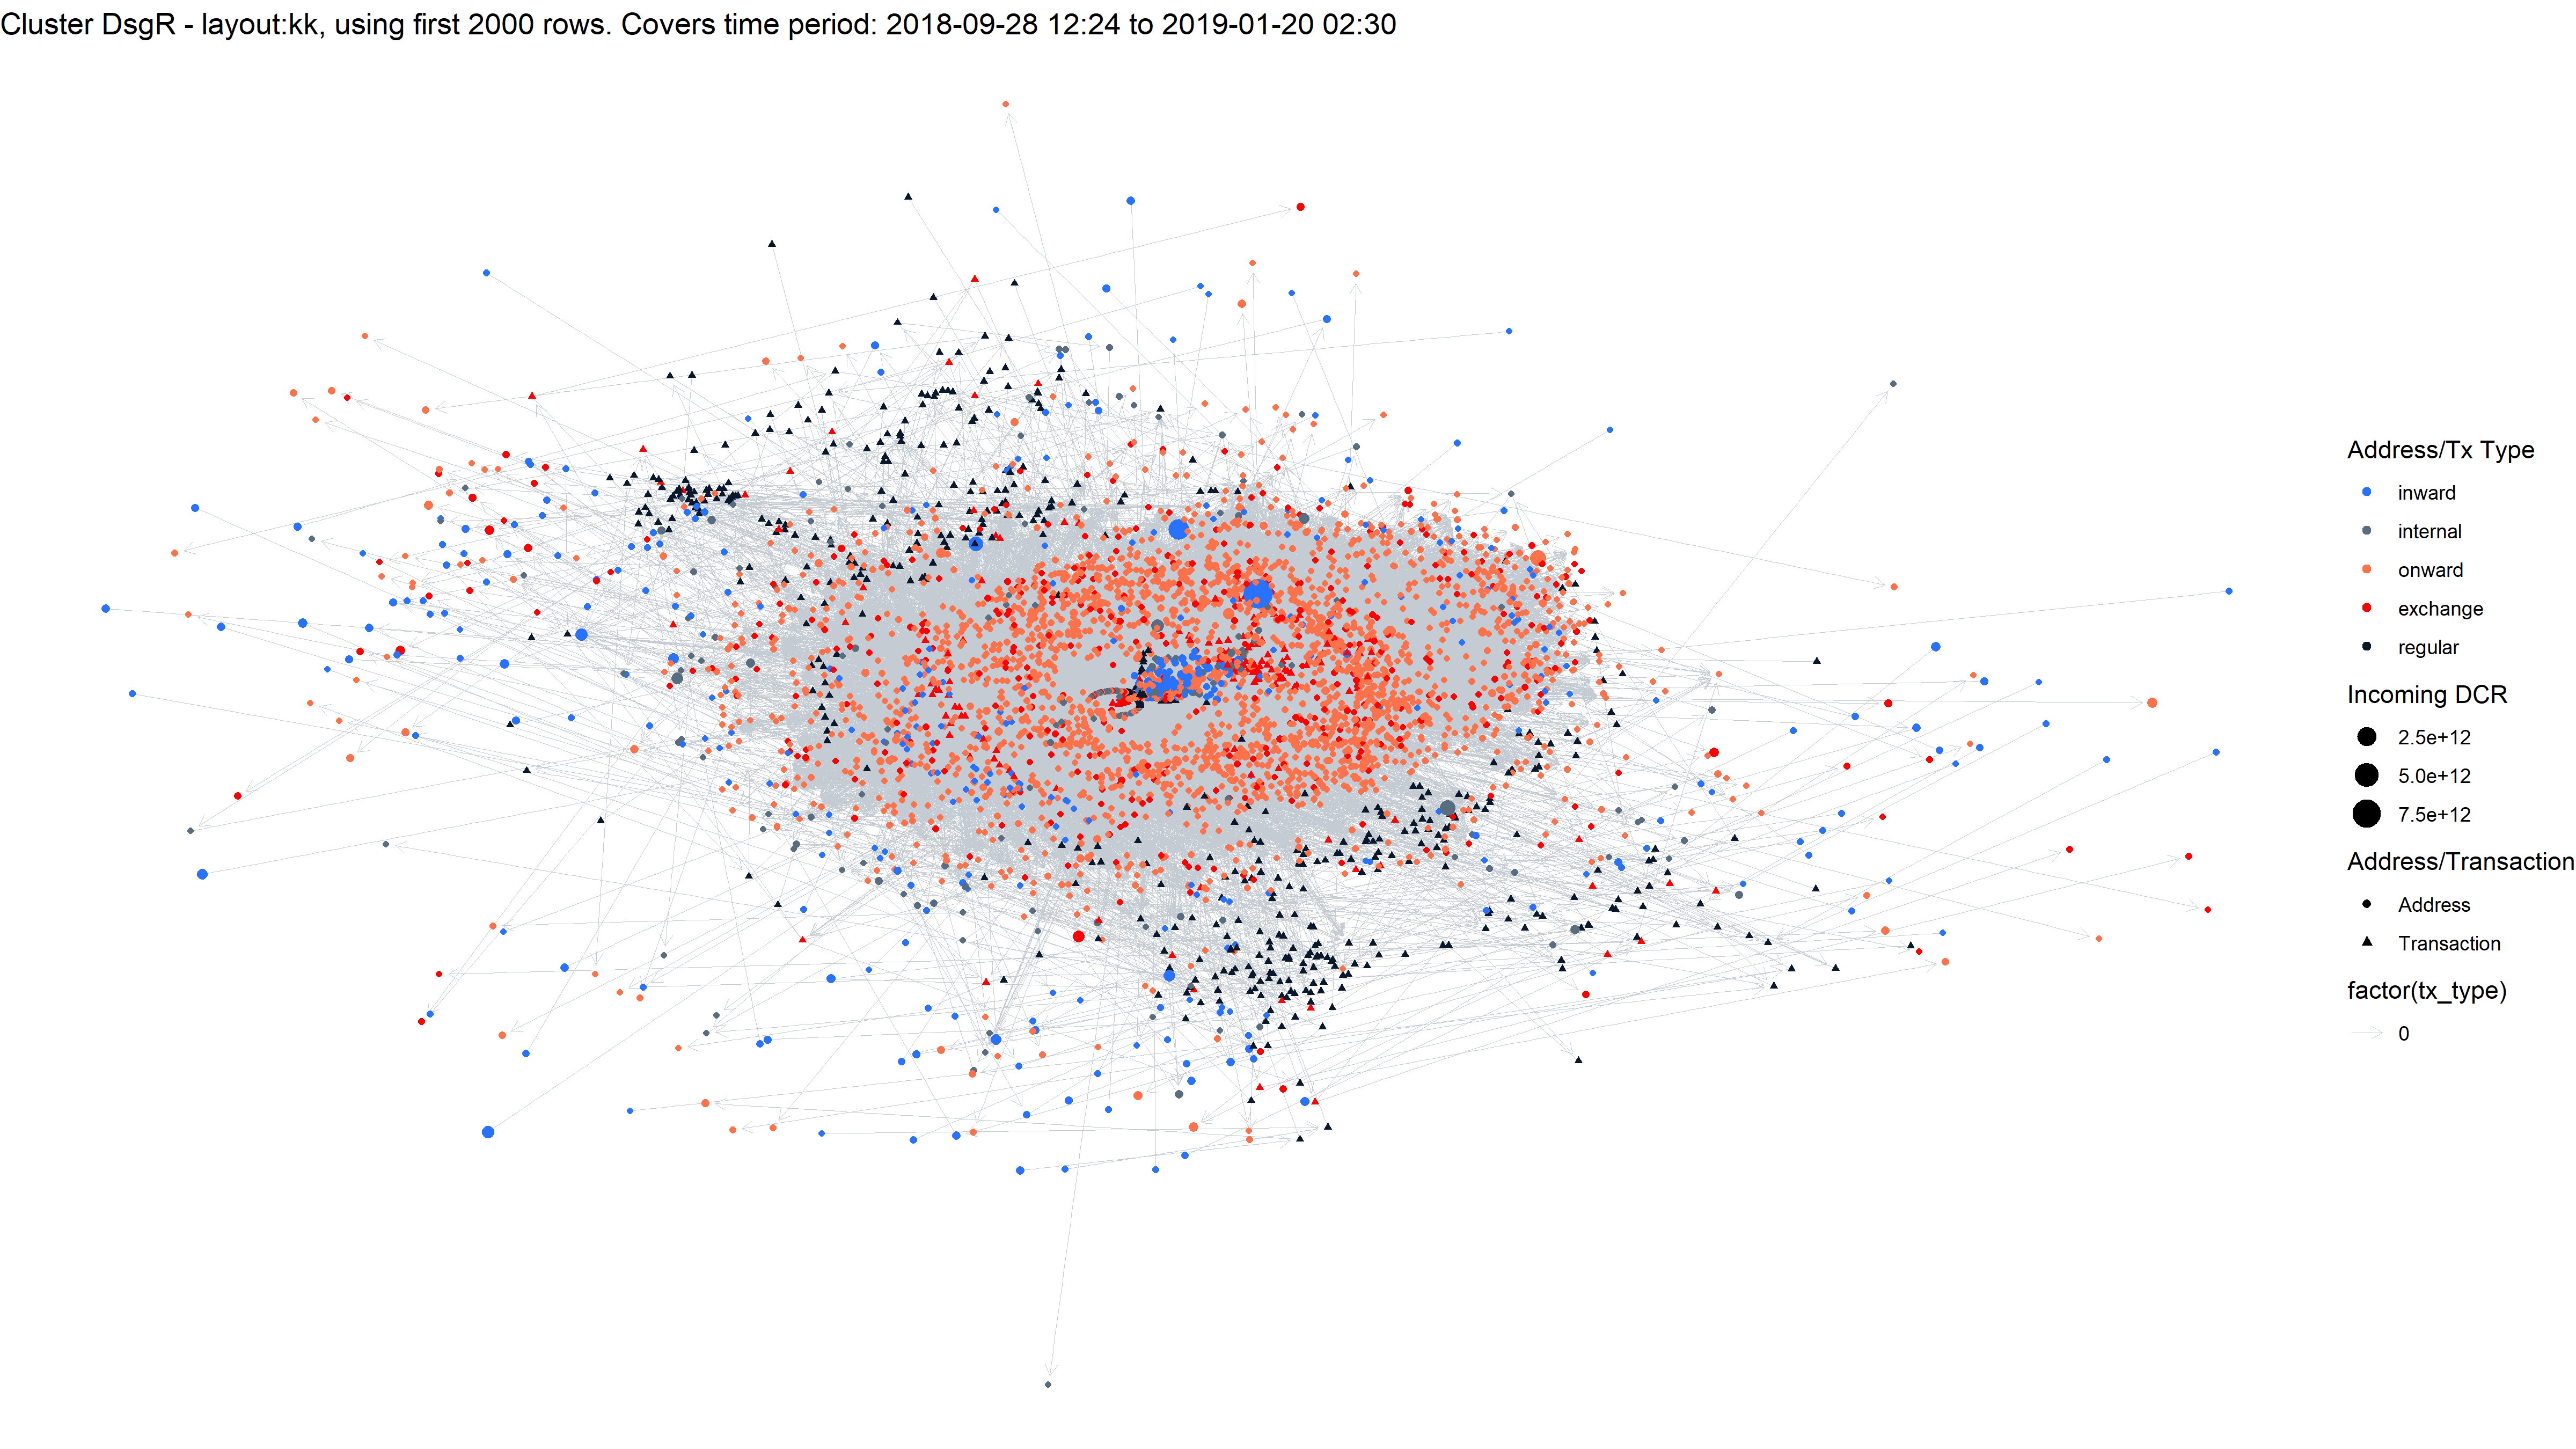 Cluster DsgR - layout:kk, using first 2000 rows. Covers time period: 2018-09-28 12:24 to 2019-01-20 02:30
Address/Tx Type
inward
internal
onward
exchange
regular
Incoming DCR
2.5e+12
5.0e+12
7.5e+12
Address/Transaction
Address
Transaction
factor(tx_type)
0